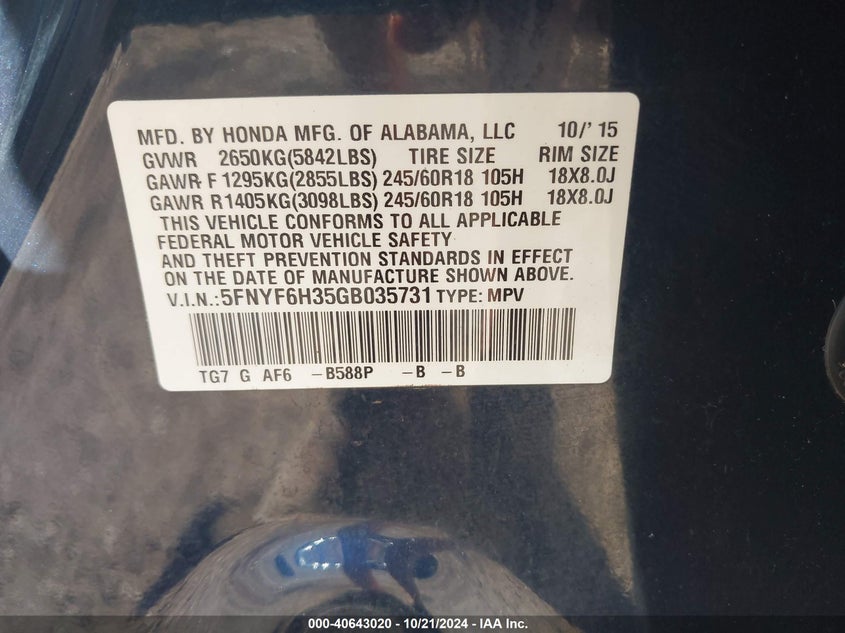 MFD. BY HONDA MFG. OF ALABAMA, LLC 10/'15
GVWR 2650KG(5842LBS) TIRE SIZE RIM SIZE
GAWR F 1295KG(2855LBS) 245/60R18 105H 18X8.0J
GAWR R 1405KG(3098LBS) 245/60R18 105H 18X8.0J
THIS VEHICLE CONFORMS TO ALL APPLICABLE
FEDERAL MOTOR VEHICLE SAFETY
AND THEFT PREVENTION STANDARDS IN EFFECT
ON THE DATE OF MANUFACTURE SHOWN ABOVE.
V.I.N.:5FNYF6H35GB035731 TYPE: MPV
TG7 G AF6 -B588P -B -B
000-40643020 - 10/21/2024 - IAA Inc.